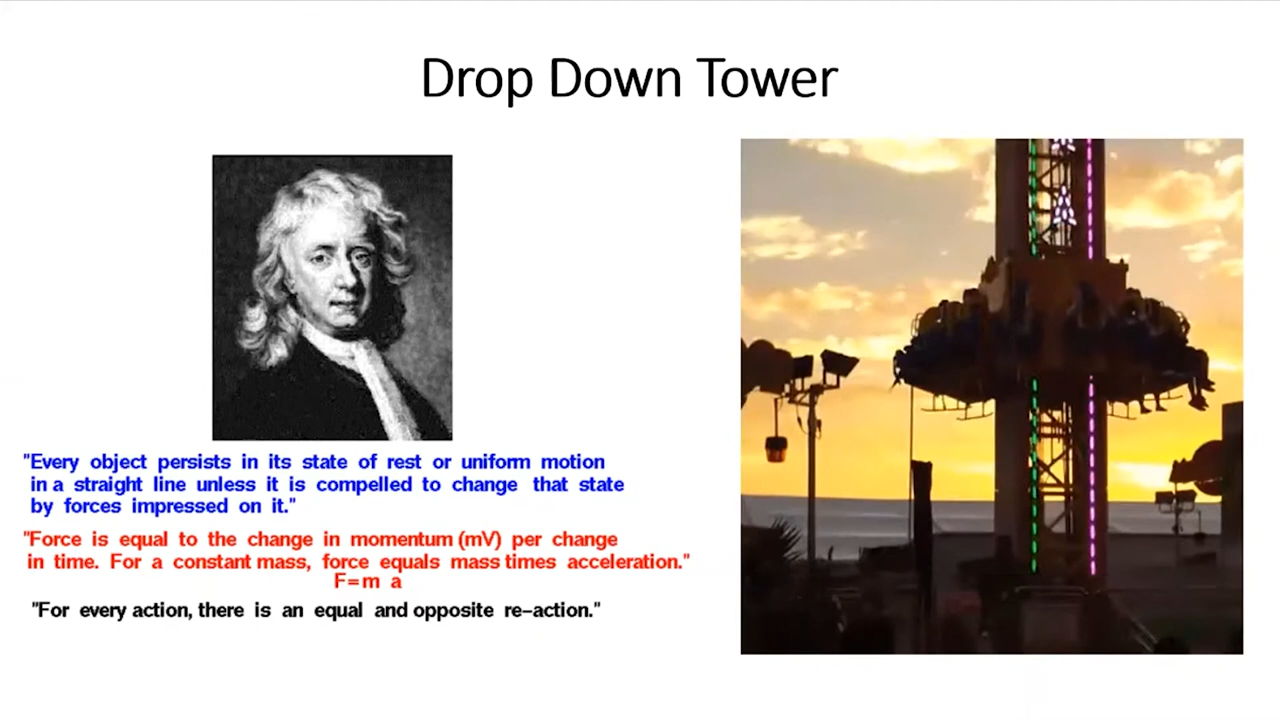 Drop Down Tower
"Every object persists in its state of rest or uniform motion
in a straight line unless it is compelled to change that state
by forces impressed on it."
"Force is equal to the change in momentum (mV) per change
in time. For a constant mass, force equals mass times acceleration."
F=m a
"For every action, there is an equal and opposite re-action."